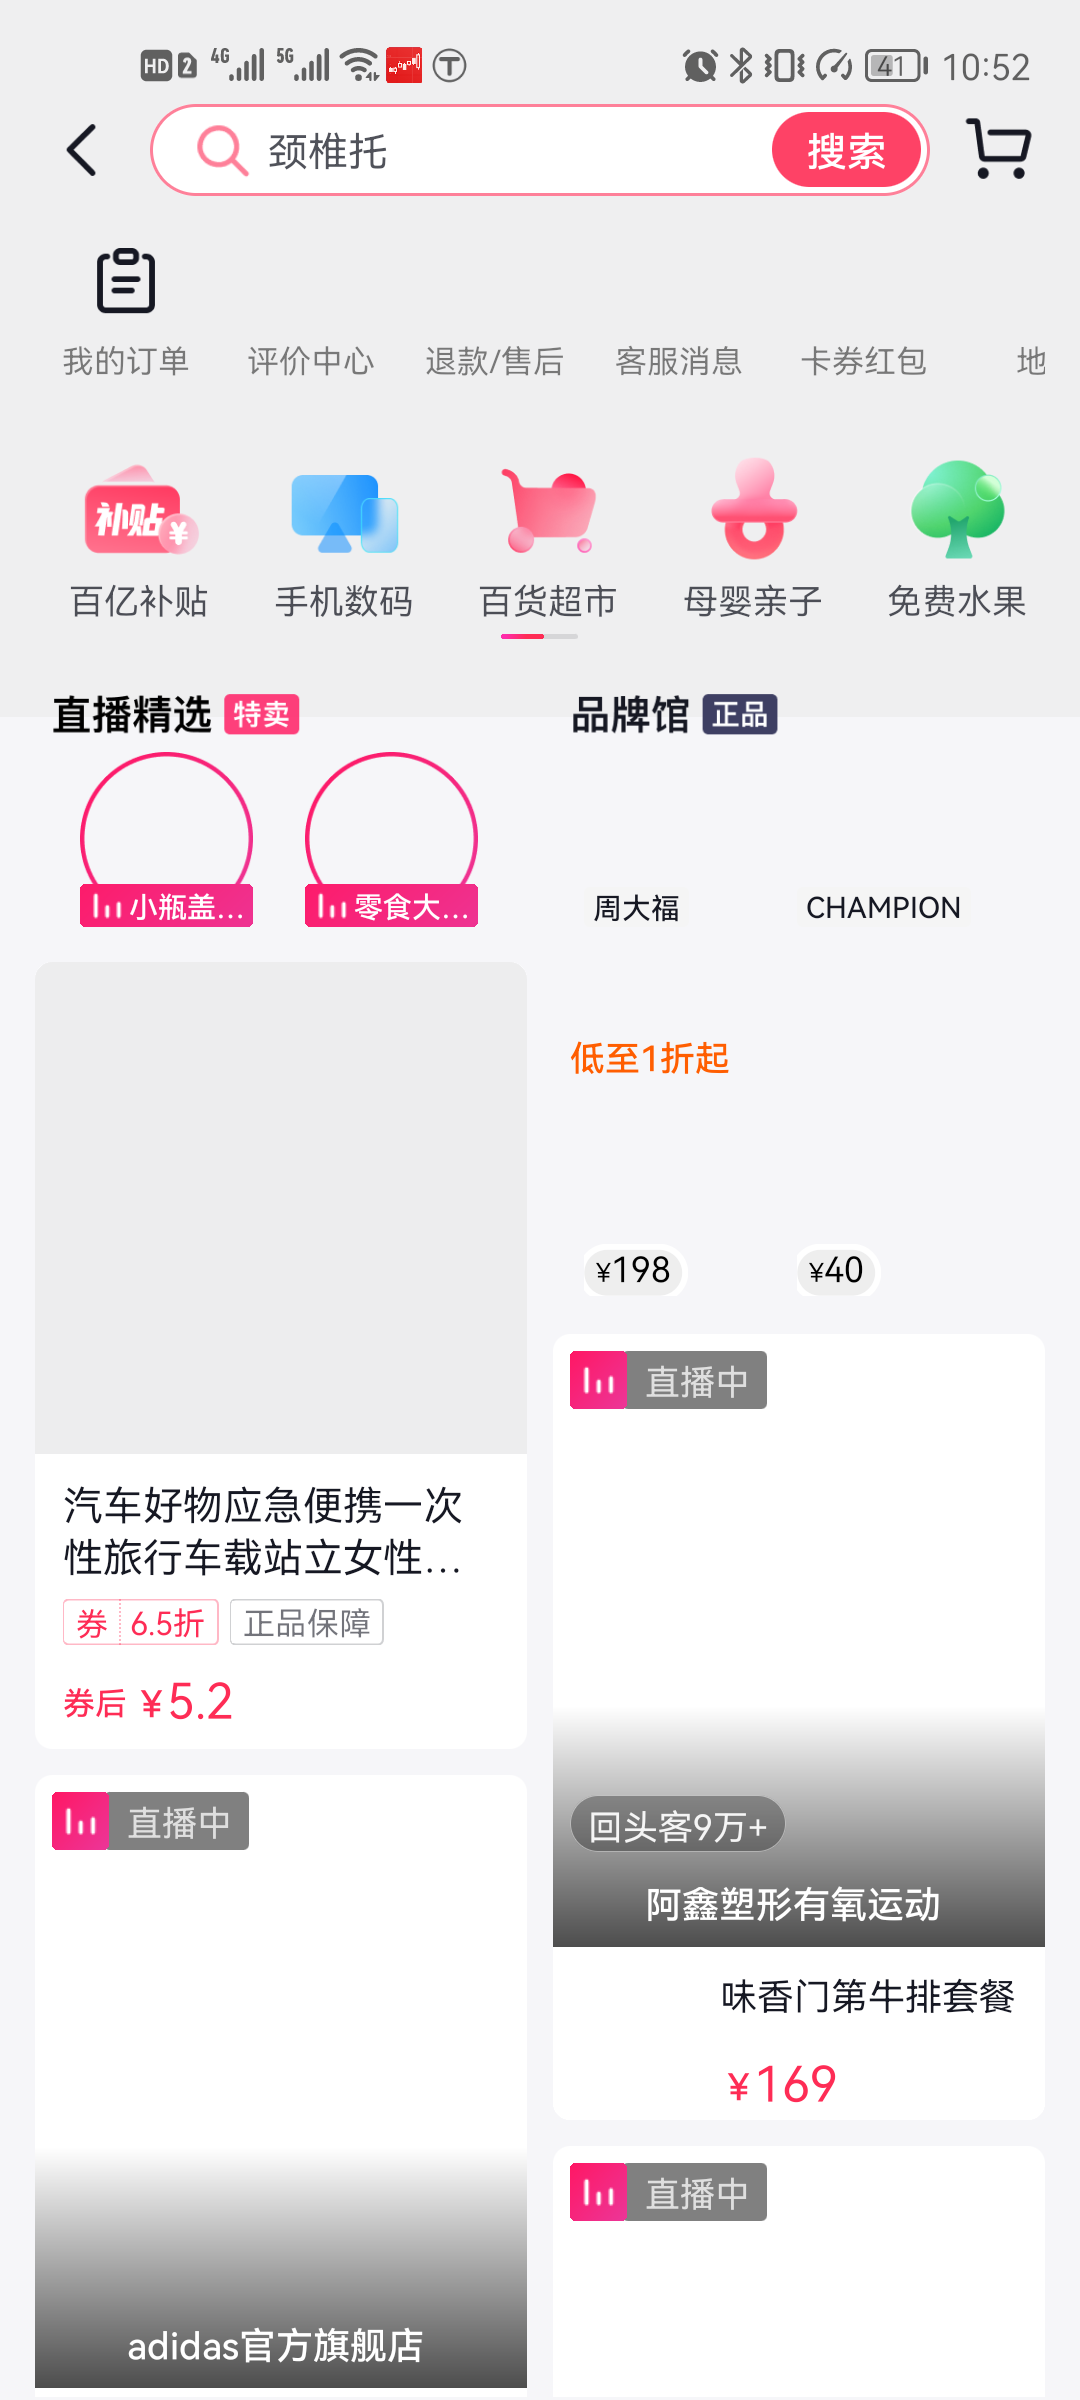 HD 2 4G 5G 41 10:52
颈椎托 搜索
我的订单 评价中心 退款/售后 客服消息 卡券红包 地
补贴 ¥
百亿补贴 手机数码 百货超市 母婴亲子 免费水果
直播精选 特卖
小瓶盖... 零食大...
品牌馆 正品
周大福 CHAMPION
低至1折起
¥198 ¥40
汽车好物应急便携一次
性旅行车载站立女性...
券 6.5折 正品保障
券后 ¥5.2
直播中
回头客9万+
阿鑫塑形有氧运动
味香门第牛排套餐
¥169
直播中
adidas官方旗舰店
直播中